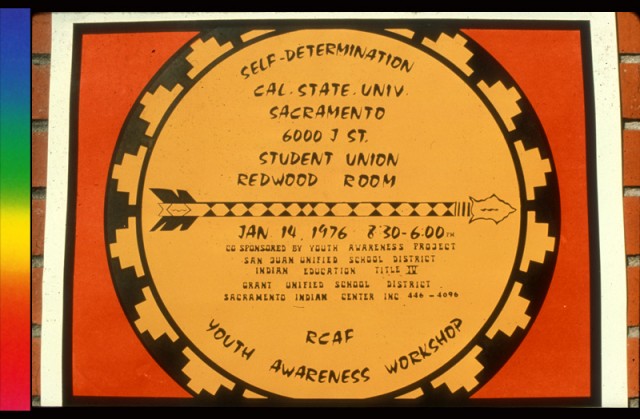 SELF-DETERMINATION
CAL. STATE. UNIV.
SACRAMENTO
6000 J ST.
STUDENT UNION
REDWOOD ROOM
JAN. 14, 1976 8:30-6:00PM
CO SPONSORED BY YOUTH AWARENESS PROJECT
SAN JUAN UNIFIED SCHOOL DISTRICT
INDIAN EDUCATION TITLE IV
GRANT UNIFIED SCHOOL DISTRICT
SACRAMENTO INDIAN CENTER INC 446-4096
RCAF
YOUTH AWARENESS WORKSHOP